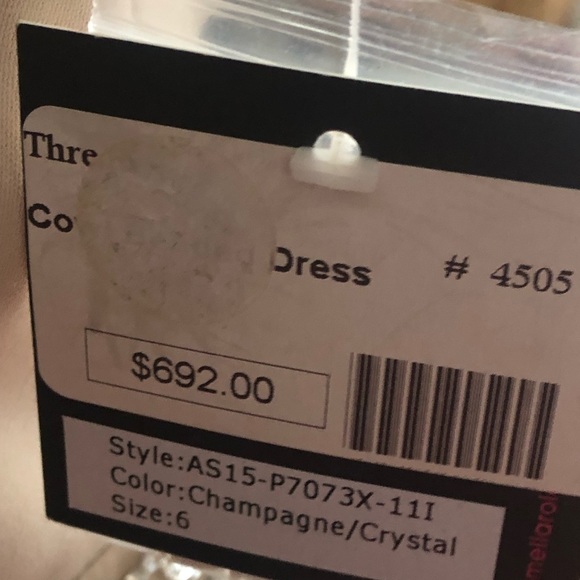 Thre
Co Dress # 4505
$692.00
Style:AS15-P7073X-11I
Color:Champagne/Crystal
Size:6